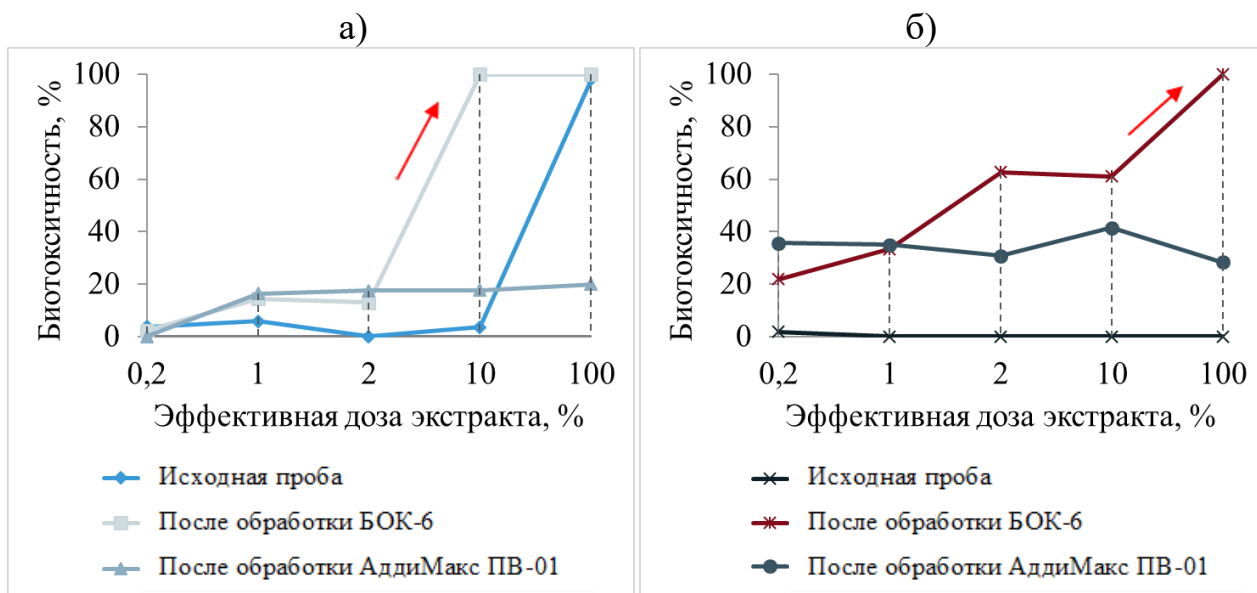 а)
Биотоксичность, %
100
80
60
40
20
0
0,2 1 2 10 100
Эффективная доза экстракта, %
Исходная проба
После обработки БОК-6
После обработки АддиМакс ПВ-01
б)
Биотоксичность, %
100
80
60
40
20
0
0,2 1 2 10 100
Эффективная доза экстракта, %
Исходная проба
После обработки БОК-6
После обработки АддиМакс ПВ-01